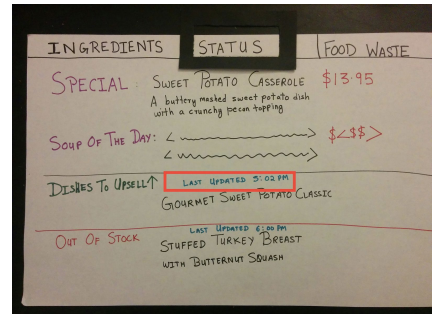 INGREDIENTS STATUS FOOD WASTE
SPECIAL: SWEET POTATO CASSEROLE $13.95
A buttery mashed sweet potato dish
with a crunchy pecan topping
SOUP OF THE DAY: < > $<$$>
< >
DISHES TO UPSELL↑ LAST UPDATED 5:02 PM
GOURMET SWEET POTATO CLASSIC
LAST UPDATED 6:00 PM
OUT OF STOCK STUFFED TURKEY BREAST
WITH BUTTERNUT SQUASH